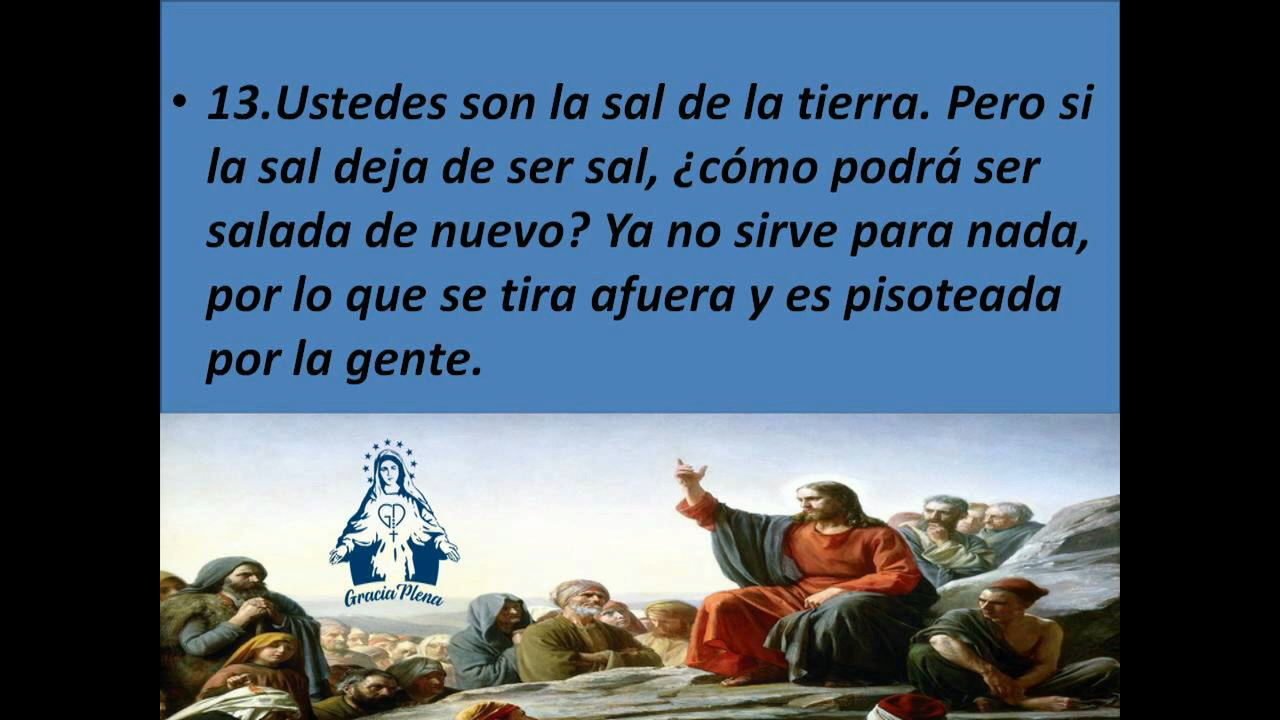 • 13.Ustedes son la sal de la tierra. Pero si
la sal deja de ser sal, ¿cómo podrá ser
salada de nuevo? Ya no sirve para nada,
por lo que se tira afuera y es pisoteada
por la gente.
GP
Gracia Plena